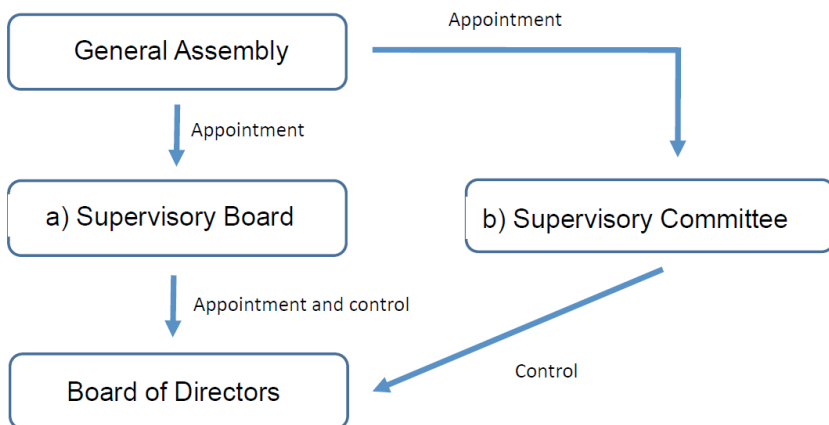 Appointment
General Assembly
Appointment
a) Supervisory Board
b) Supervisory Committee
Appointment and control
Control
Board of Directors